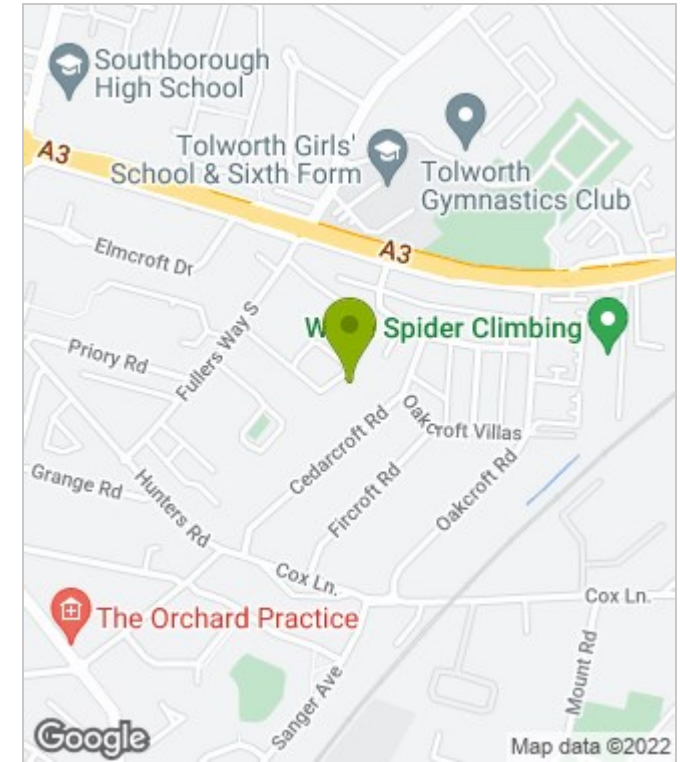 Southborough
High School
A3
Tolworth Girls'
School & Sixth Form
Tolworth
Gymnastics Club
Elmcroft Dr
A3
Fullers Way S
Spider Climbing
Priory Rd
Oakcroft Villas
Cedarcroft Rd
Grange Rd
Hunters Rd
Fircroft Rd
Oakcroft Rd
Cox Ln.
Cox Ln.
The Orchard Practice
Mount Rd
Sanger Ave
Google
Map data ©2022